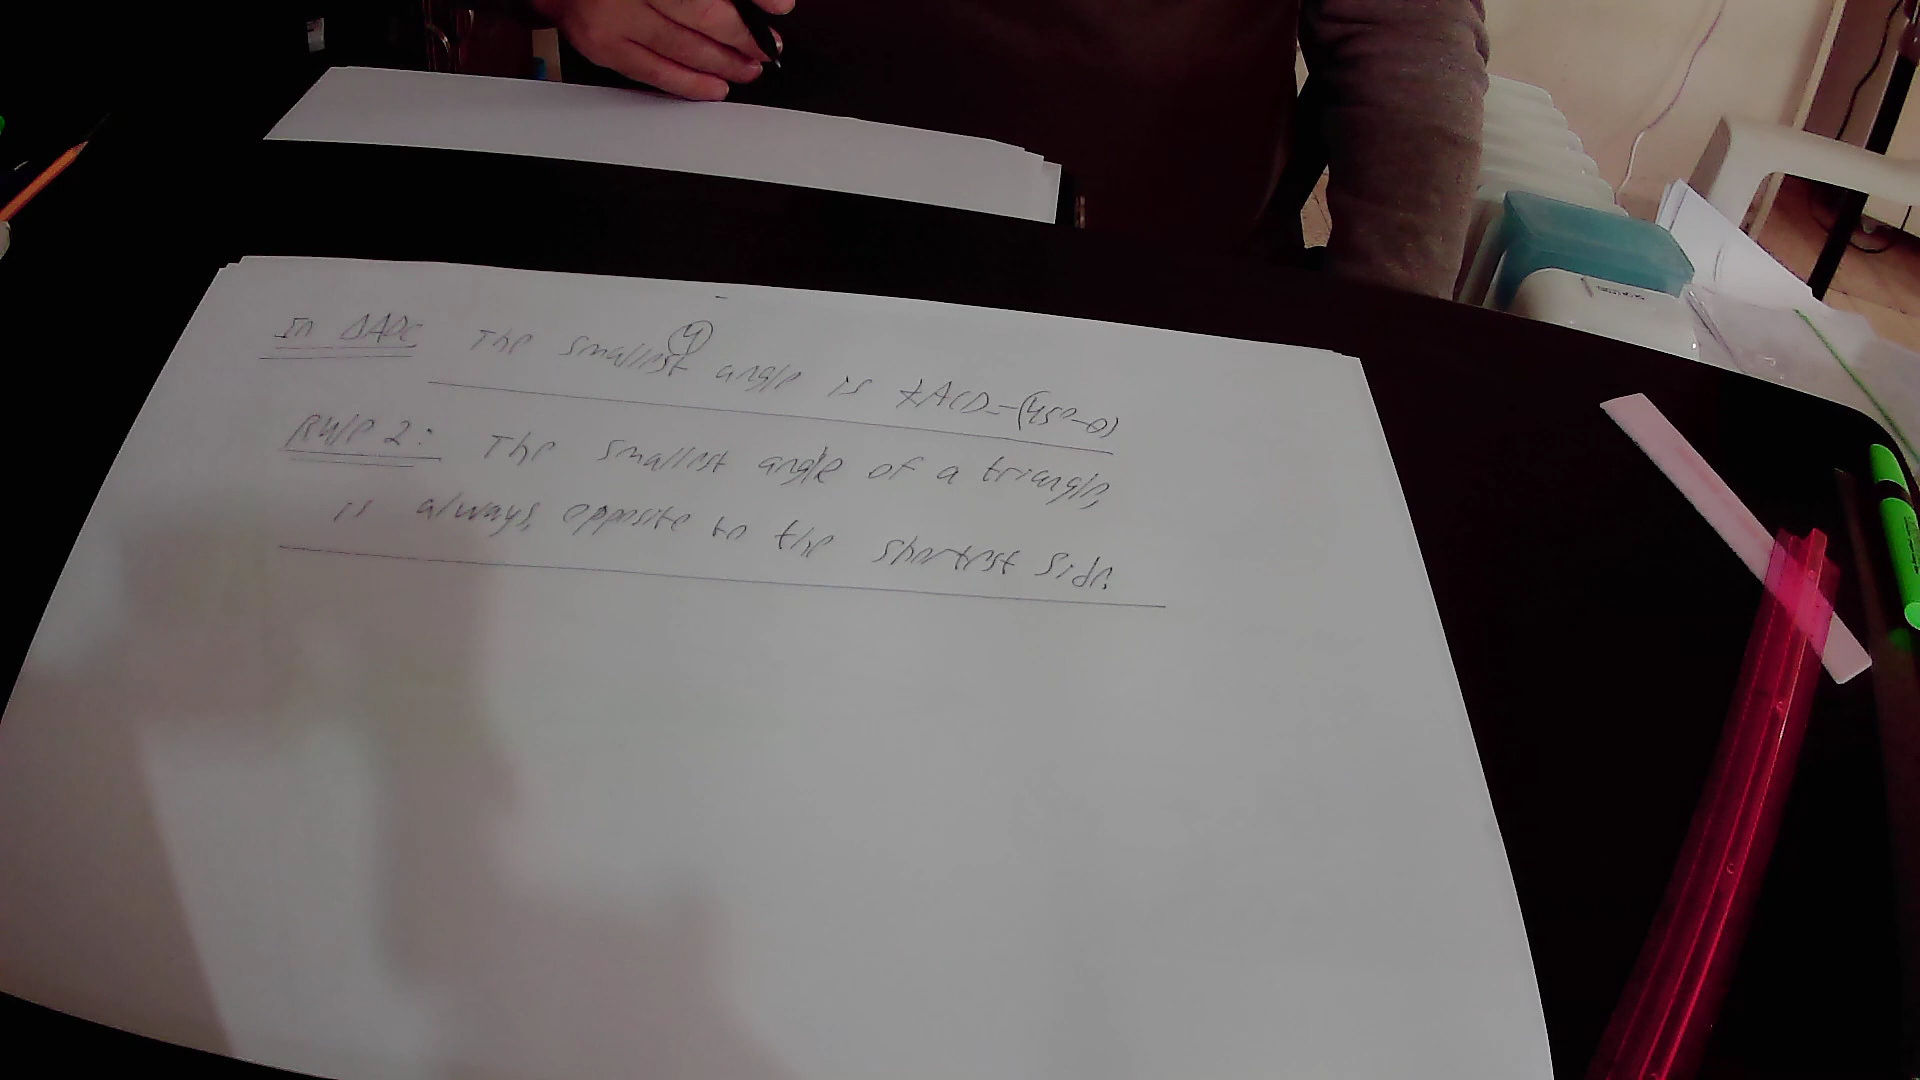 ④
In ΔADC The smallest angle is ∡ACD=(45°-θ)
Rule 2: The smallest angle of a triangle,
is always, opposite to the shortest side.